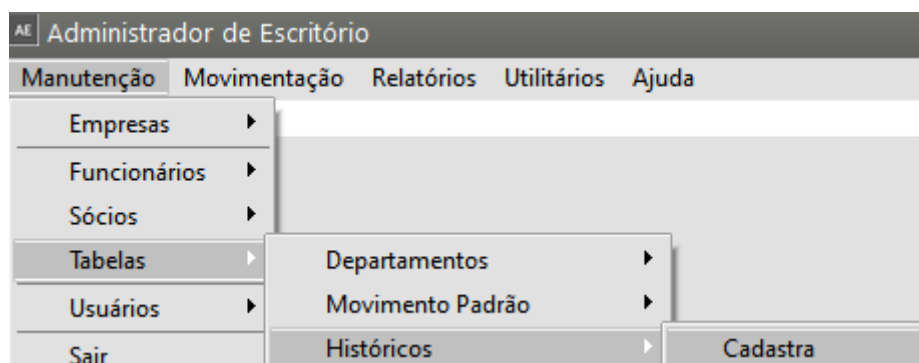 AE Administrador de Escritório
Manutenção Movimentação Relatórios Utilitários Ajuda
Empresas
Funcionários
Sócios
Tabelas Departamentos
Usuários Movimento Padrão
Sair Históricos Cadastra